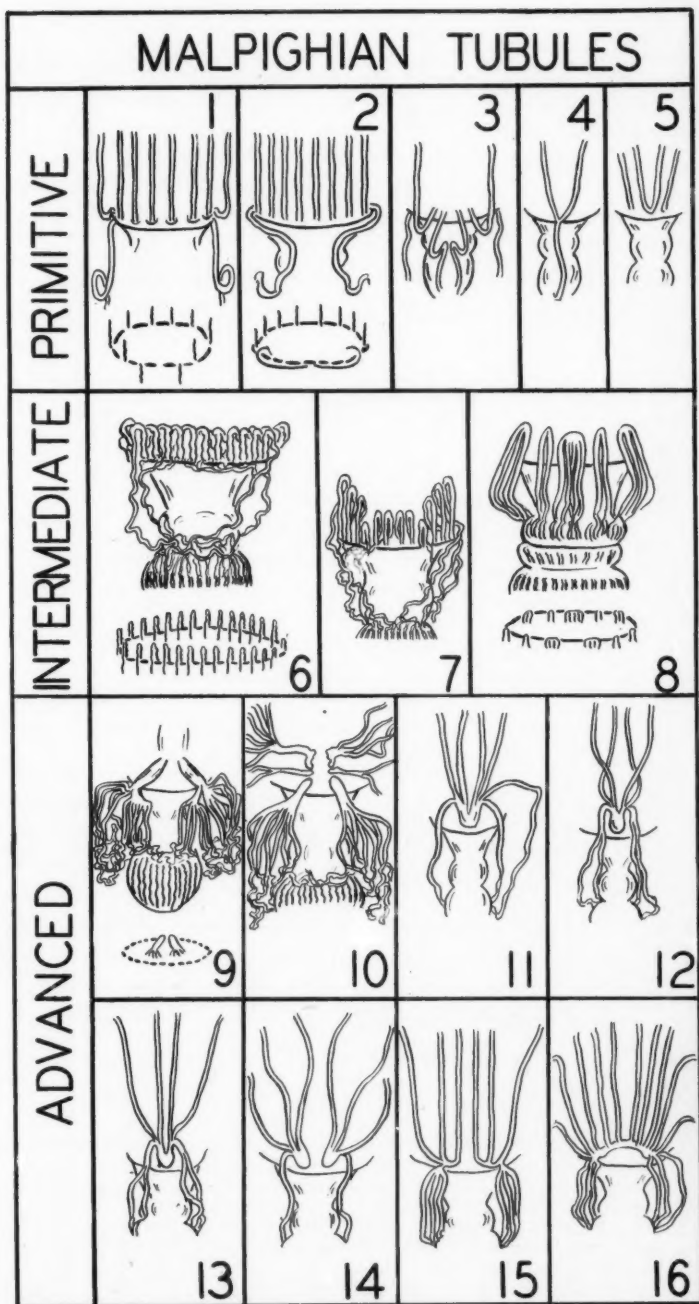 MALPIGHIAN TUBULES
PRIMITIVE
1 2 3 4 5
INTERMEDIATE
6 7 8
ADVANCED
9 10 11 12
13 14 15 16